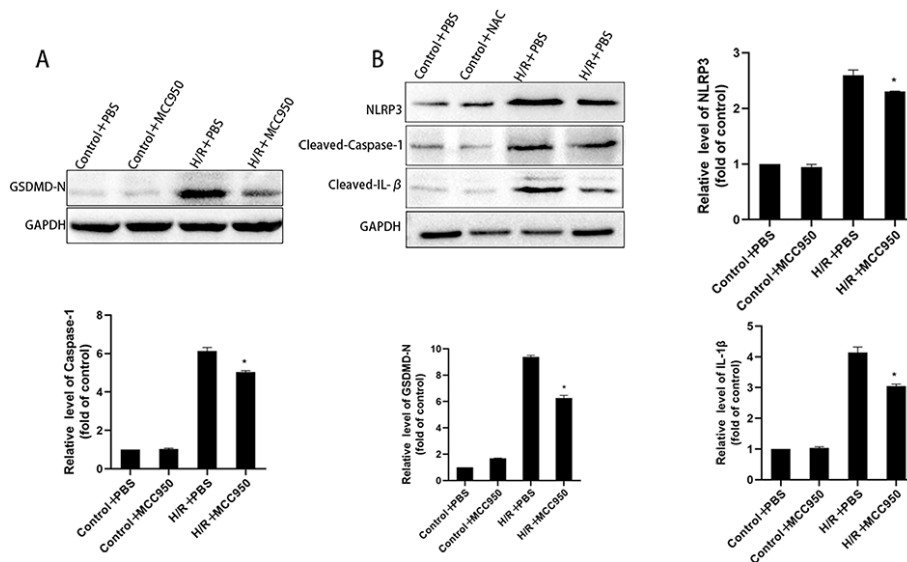 A
Control+PBS
Control+MCC950
H/R+PBS
H/R+MCC950
GSDMD-N
GAPDH
B
Control+PBS
Control+NAC
H/R+PBS
H/R+PBS
NLRP3
Cleaved-Caspase-1
Cleaved-IL-β
GAPDH
Relative level of NLRP3
(fold of control)
3
2
1
0
*
Control+PBS
Control+MCC950
H/R+PBS
H/R+MCC950
Relative level of Caspase-1
(fold of control)
8
6
4
2
0
*
Control+PBS
Control+MCC950
H/R+PBS
H/R+MCC950
Relative level of GSDMD-N
(fold of control)
10
8
6
4
2
0
*
Control+PBS
Control+MCC950
H/R+PBS
H/R+MCC950
Relative level of IL-1β
(fold of control)
5
4
3
2
1
0
*
Control+PBS
Control+MCC950
H/R+PBS
H/R+MCC950